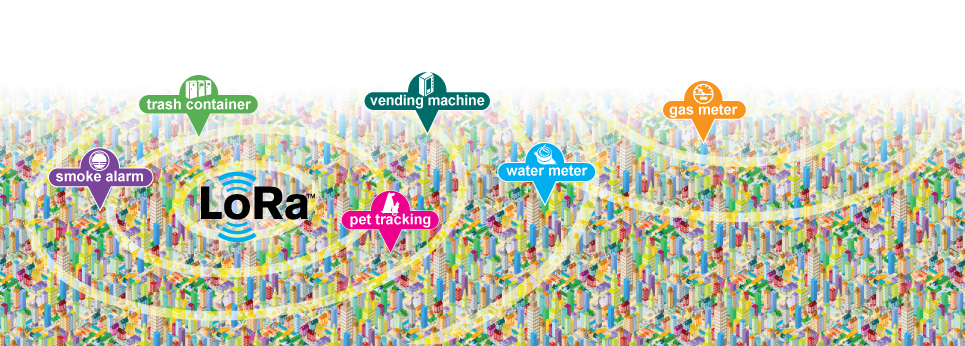 trash container
vending machine
gas meter
smoke alarm
water meter
LoRa™
pet tracking